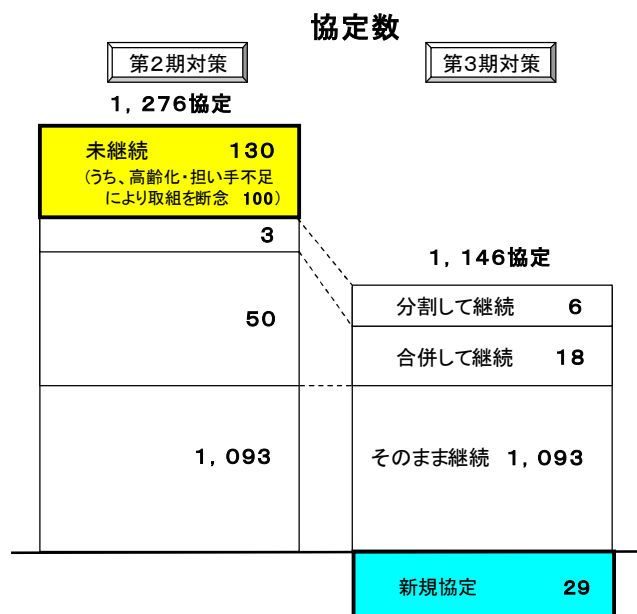 協定数
第2期対策
第3期対策
1,276協定
未継続 130
(うち、高齢化・担い手不足
により取組を断念 100)
3
1,146協定
50
分割して継続 6
合併して継続 18
1,093
そのまま継続 1,093
新規協定 29